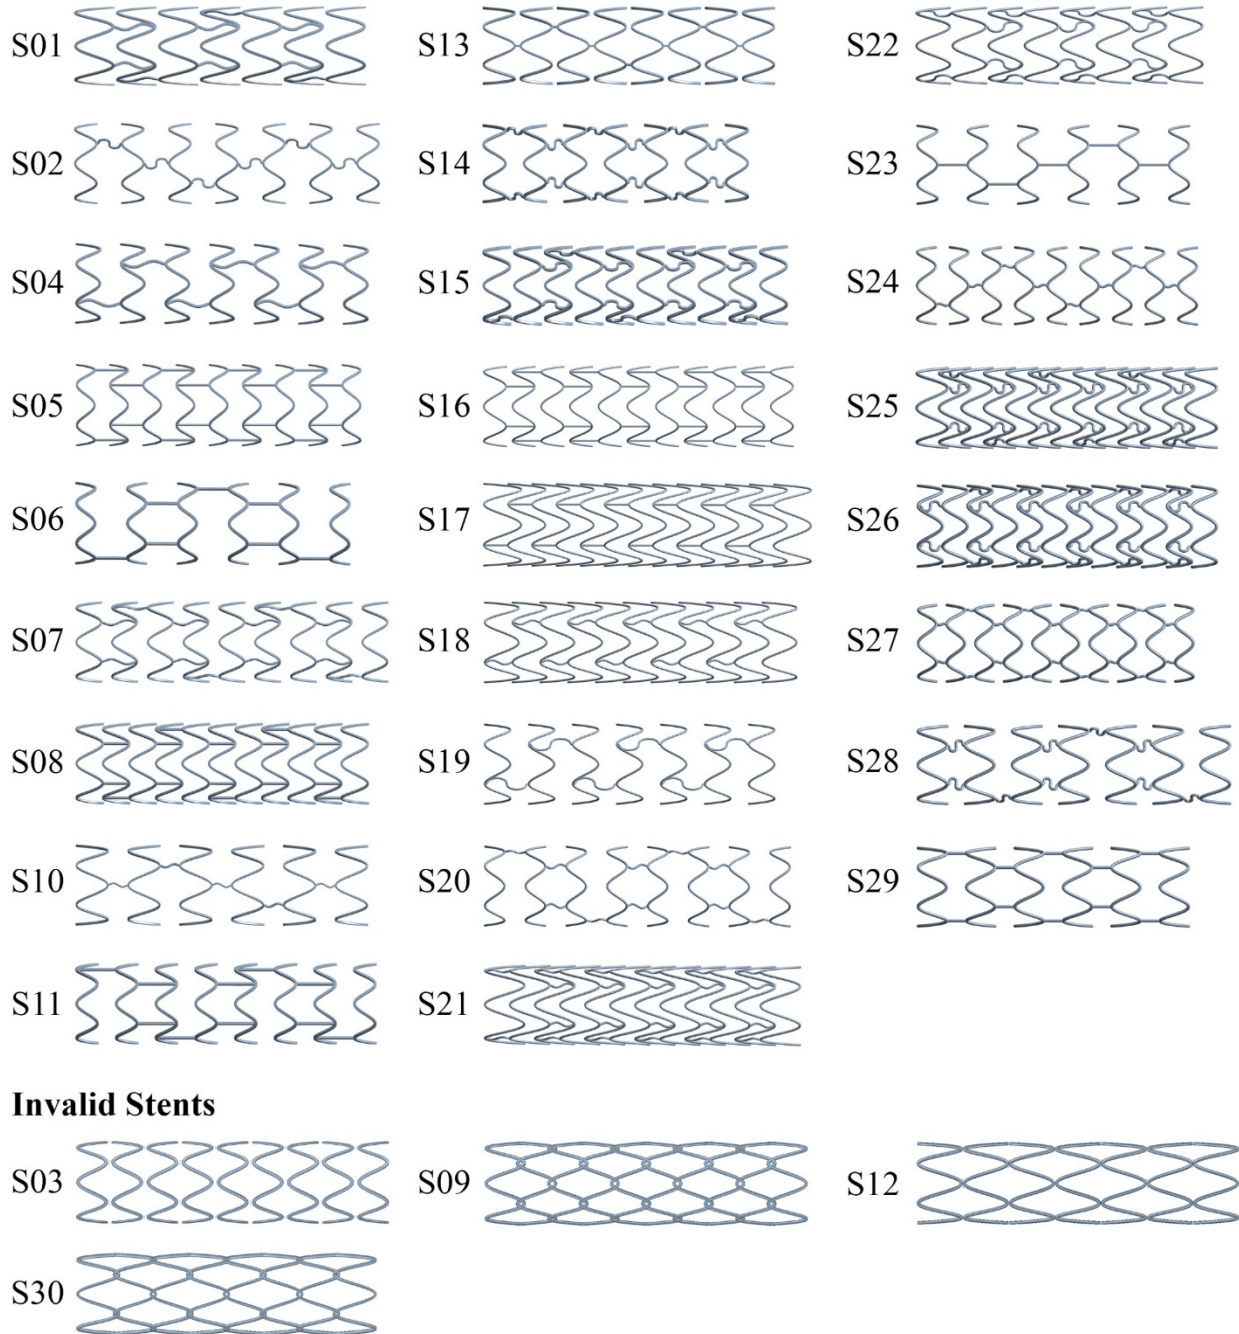 S01 S13 S22
S02 S14 S23
S04 S15 S24
S05 S16 S25
S06 S17 S26
S07 S18 S27
S08 S19 S28
S10 S20 S29
S11 S21
Invalid Stents
S03 S09 S12
S30